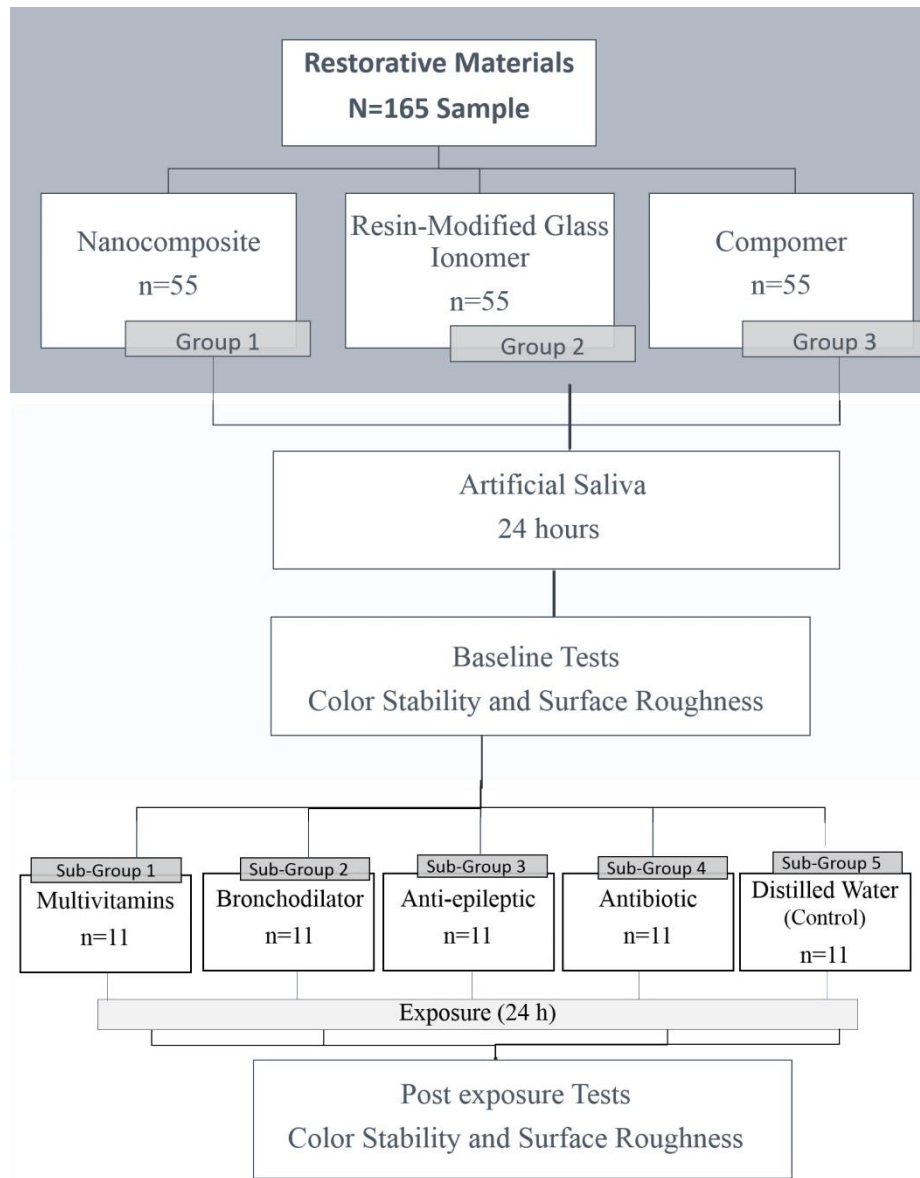 Restorative Materials
N=165 Sample
Nanocomposite
n=55
Group 1
Resin-Modified Glass
Ionomer
n=55
Group 2
Compomer
n=55
Group 3
Artificial Saliva
24 hours
Baseline Tests
Color Stability and Surface Roughness
Sub-Group 1
Multivitamins
n=11
Sub-Group 2
Bronchodilator
n=11
Sub-Group 3
Anti-epileptic
n=11
Sub-Group 4
Antibiotic
n=11
Sub-Group 5
Distilled Water
(Control)
n=11
Exposure (24 h)
Post exposure Tests
Color Stability and Surface Roughness